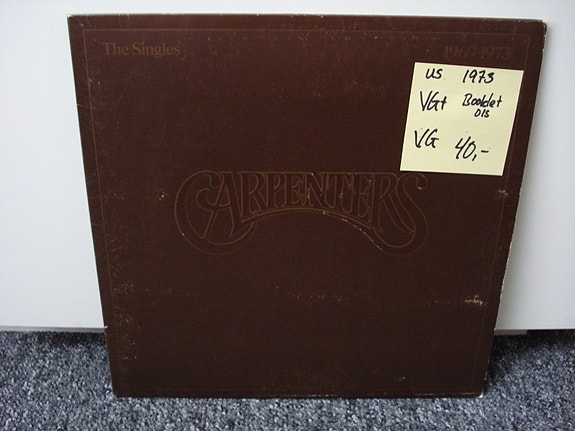 The Singles 1969-1973
US 1973
VG+ Booklet
OIS
VG 40,-
CARPENTERS